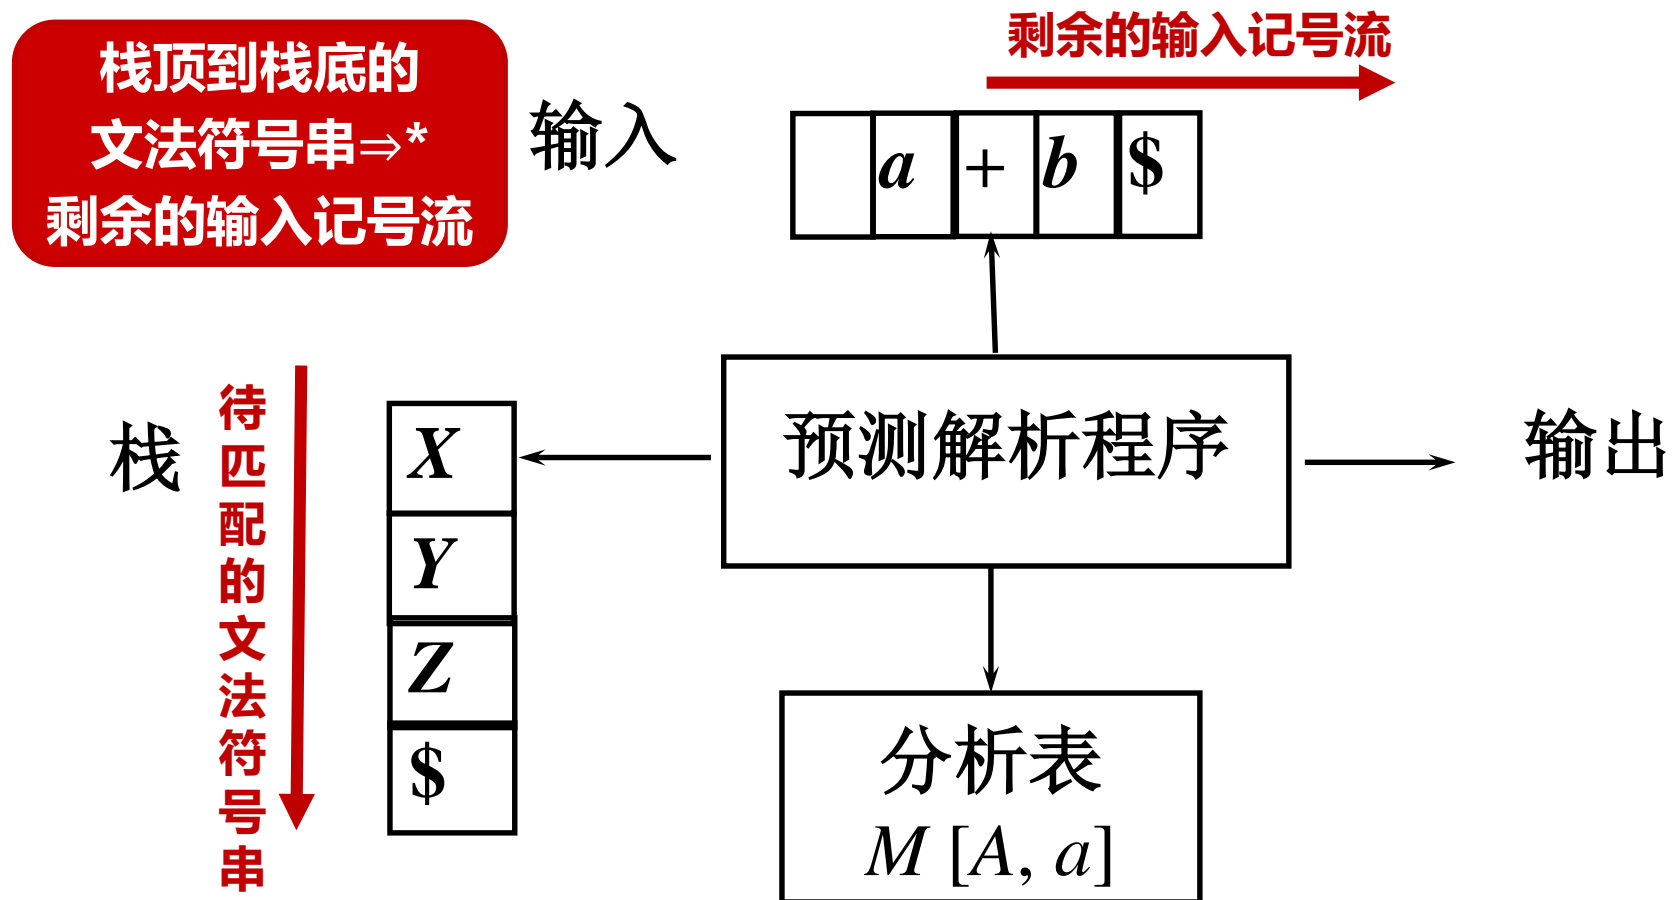 剩余的输入记号流
栈顶到栈底的
文法符号串⇒*
剩余的输入记号流
输入
a + b $
栈
待匹配的文法符号串
X
Y
Z
$
预测解析程序
输出
分析表
M [A, a]